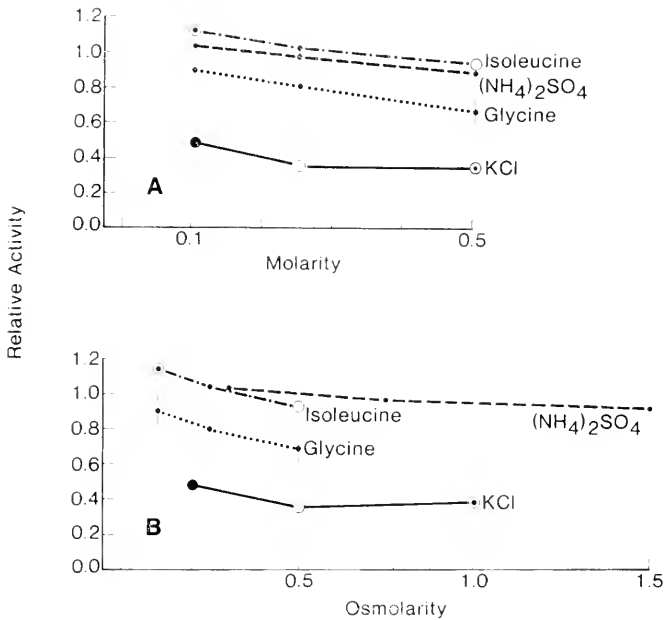 Relative Activity
1.2
1.0
0.8
0.6
0.4
0.2
0.0
A
Isoleucine
(NH4)2SO4
Glycine
KCl
0.1
0.5
Molarity
1.2
1.0
0.8
0.6
0.4
0.2
0.0
B
Isoleucine
(NH4)2SO4
Glycine
KCl
0.5
1.0
1.5
Osmolarity